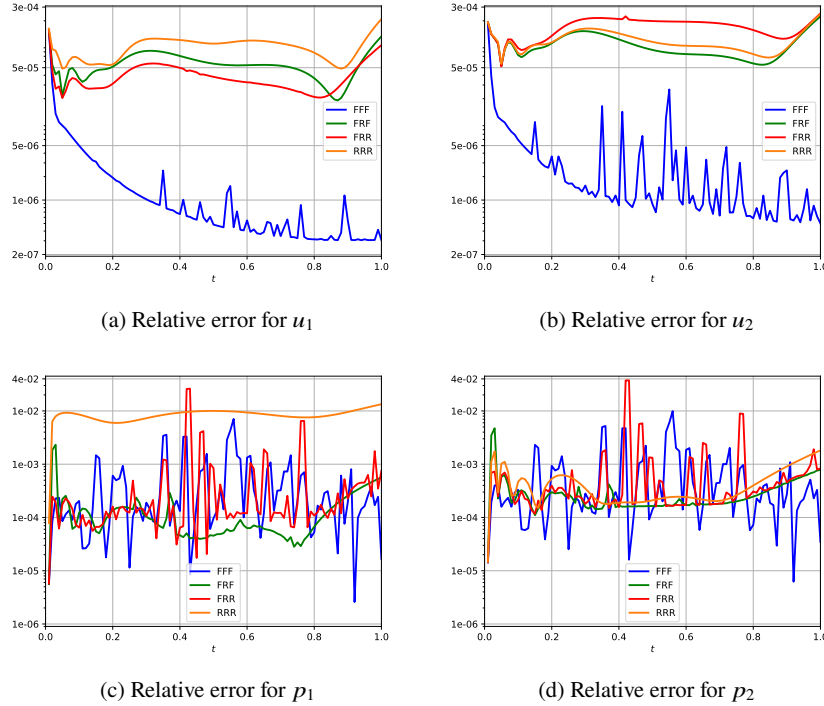 3e-04
5e-05
5e-06
1e-06
2e-07
0.0 0.2 0.4 0.6 0.8 1.0
t
FFF
FRF
FRR
RRR
(a) Relative error for u₁
3e-04
5e-05
5e-06
1e-06
2e-07
0.0 0.2 0.4 0.6 0.8 1.0
t
FFF
FRF
FRR
RRR
(b) Relative error for u₂
4e-02
1e-02
1e-03
1e-04
1e-05
1e-06
0.0 0.2 0.4 0.6 0.8 1.0
t
FFF
FRF
FRR
RRR
(c) Relative error for p₁
4e-02
1e-02
1e-03
1e-04
1e-05
1e-06
0.0 0.2 0.4 0.6 0.8 1.0
t
FFF
FRF
FRR
RRR
(d) Relative error for p₂